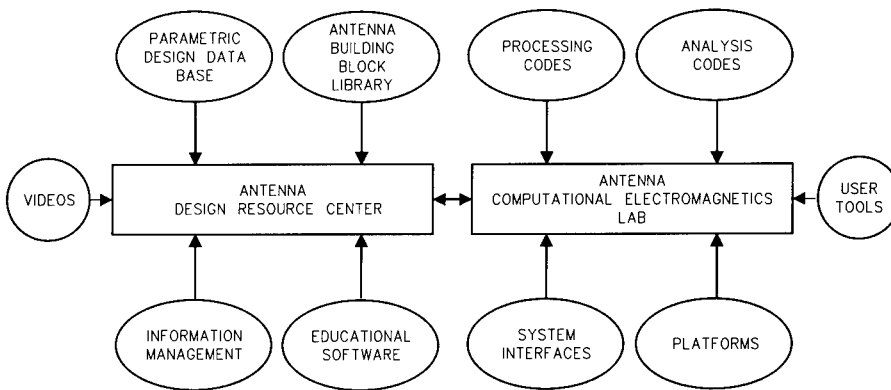 PARAMETRIC
DESIGN DATA
BASE
ANTENNA
BUILDING
BLOCK
LIBRARY
PROCESSING
CODES
ANALYSIS
CODES
VIDEOS
ANTENNA
DESIGN RESOURCE CENTER
ANTENNA
COMPUTATIONAL ELECTROMAGNETICS
LAB
USER
TOOLS
INFORMATION
MANAGEMENT
EDUCATIONAL
SOFTWARE
SYSTEM
INTERFACES
PLATFORMS